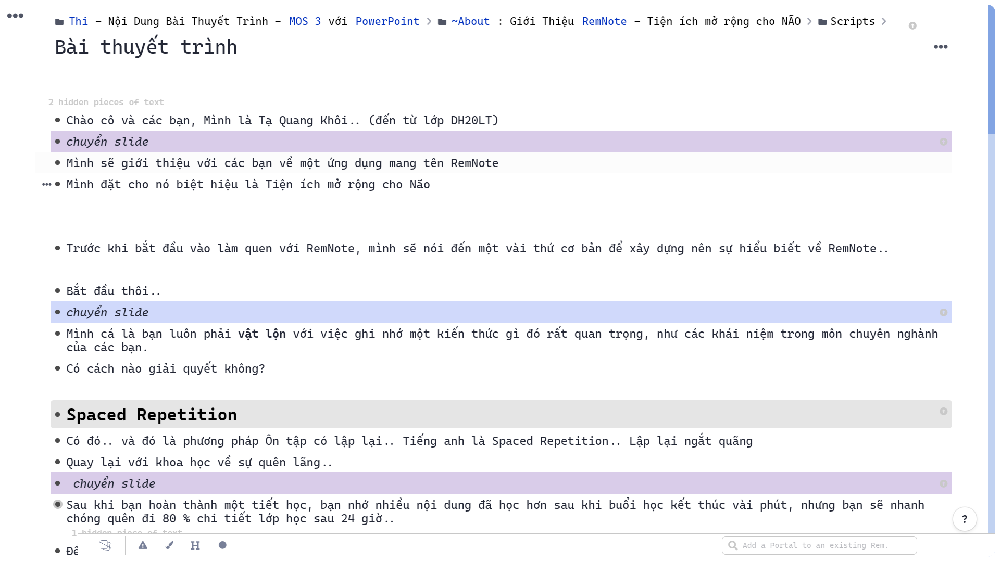 Thi - Nội Dung Bài Thuyết Trình - MOS 3 với PowerPoint > ~About : Giới Thiệu RemNote - Tiện ích mở rộng cho NÃO > Scripts >
Bài thuyết trình
2 hidden pieces of text
Chào cô và các bạn, Mình là Tạ Quang Khôi.. (đến từ lớp DH20LT)
chuyển slide
Mình sẽ giới thiệu với các bạn về một ứng dụng mang tên RemNote
Mình đặt cho nó biệt hiệu là Tiện ích mở rộng cho Não
Trước khi bắt đầu vào làm quen với RemNote, mình sẽ nói đến một vài thứ cơ bản để xây dựng nên sự hiểu biết về RemNote..
Bắt đầu thôi..
chuyển slide
Mình cá là bạn luôn phải vật lộn với việc ghi nhớ một kiến thức gì đó rất quan trọng, như các khái niệm trong môn chuyên nghành
của các bạn.
Có cách nào giải quyết không?
Spaced Repetition
Có đó.. và đó là phương pháp Ôn tập có lập lại.. Tiếng anh là Spaced Repetition.. Lập lại ngắt quãng
Quay lại với khoa học về sự quên lãng..
chuyển slide
Sau khi bạn hoàn thành một tiết học, bạn nhớ nhiều nội dung đã học hơn sau khi buổi học kết thúc vài phút, nhưng bạn sẽ nhanh
chóng quên đi 80 % chi tiết lớp học sau 24 giờ..
?
1 hidden piece of text
H
Add a Portal to an existing Rem.